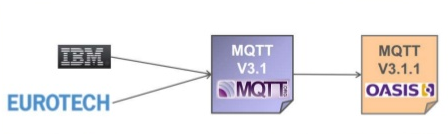 IBM
EUROTECH
MQTT
V3.1
MQTT
MQTT
V3.1.1
OASIS